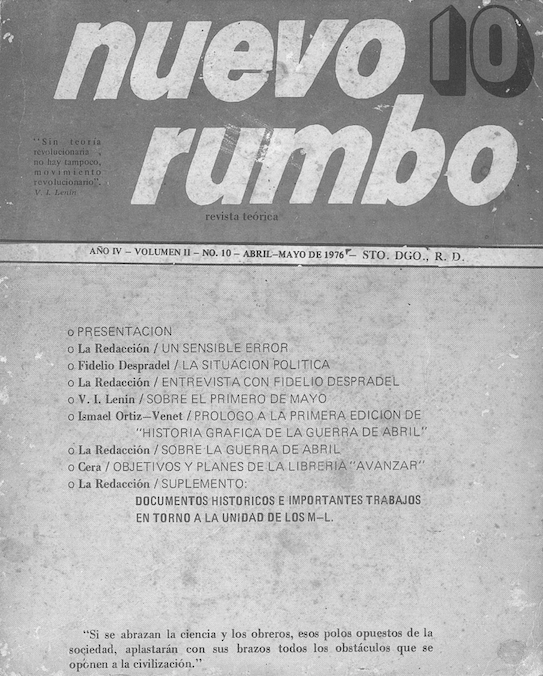 nuevo 10
rumbo
"Sin teoría
revolucionaria ,
no hay tampoco,
movimiento
revolucionario".
V. I. Lenin
revista teórica
AÑO IV – VOLUMEN II – NO. 10 – ABRIL–MAYO DE 1976 – STO. DGO., R. D.
o PRESENTACION
o La Redacción / UN SENSIBLE ERROR
o Fidelio Despradel / LA SITUACION POLITICA
o La Redacción / ENTREVISTA CON FIDELIO DESPRADEL
o V. I. Lenin / SOBRE EL PRIMERO DE MAYO
o Ismael Ortiz–Venet / PROLOGO A LA PRIMERA EDICION DE
"HISTORIA GRAFICA DE LA GUERRA DE ABRIL"
o La Redacción / SOBRE LA GUERRA DE ABRIL
o Cera / OBJETIVOS Y PLANES DE LA LIBRERIA "AVANZAR"
o La Redacción / SUPLEMENTO:
DOCUMENTOS HISTORICOS E IMPORTANTES TRABAJOS
EN TORNO A LA UNIDAD DE LOS M–L.
"Si se abrazan la ciencia y los obreros, esos polos opuestos de la
sociedad, aplastarán con sus brazos todos los obstáculos que se
oponen a la civilización."